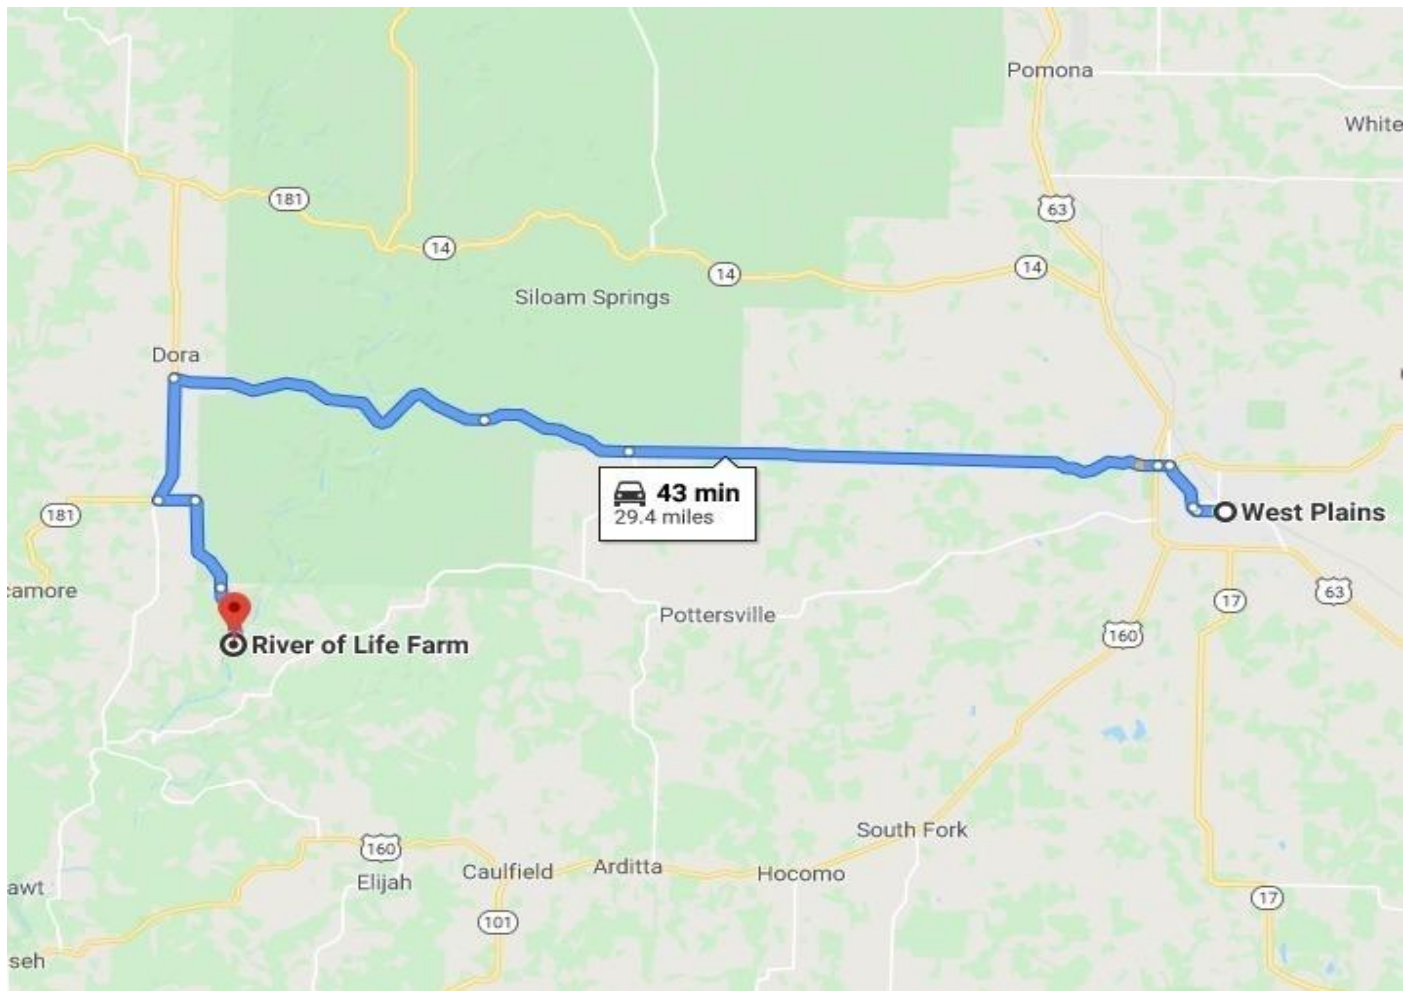 Pomona
White
181
63
14
14
14
Siloam Springs
Dora
43 min
29.4 miles
181
West Plains
camore
63
17
Pottersville
160
River of Life Farm
South Fork
160
Elijah
Caulfield
Arditta
Hocomo
awt
17
101
seh